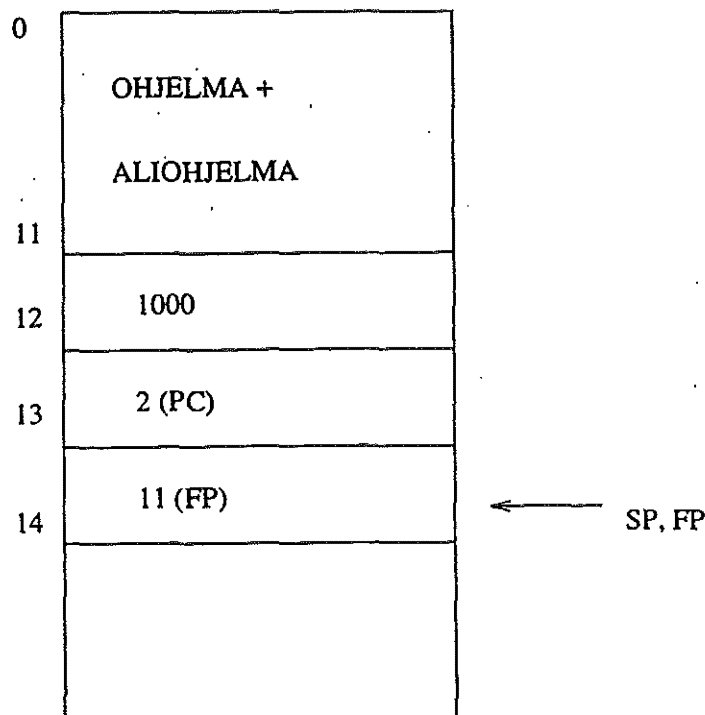 0
OHJELMA +
ALIOHJELMA
11
12
1000
13
2 (PC)
14
11 (FP)
SP, FP